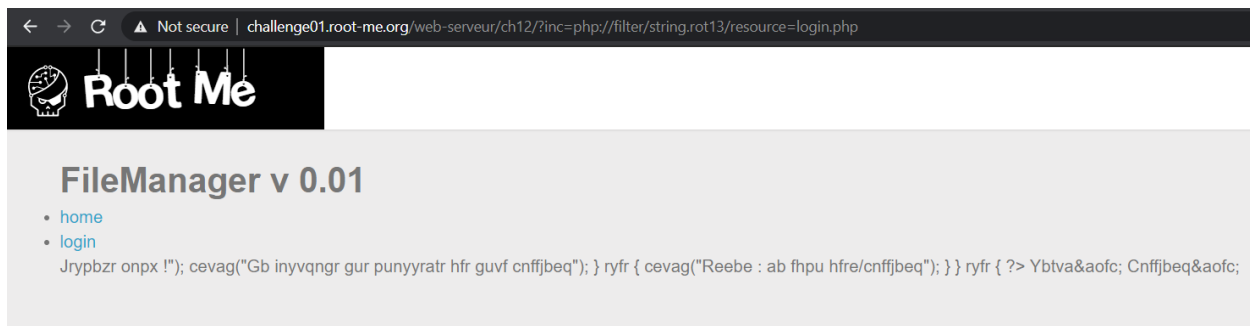 Not secure | challenge01.root-me.org/web-serveur/ch12/?inc=php://filter/string.rot13/resource=login.php
Root Me
FileManager v 0.01
home
login
Jrypbzr onpx !"); cevag("Gb inyvqngr gur punyyratr hfr guvf cnffjbeq"); } ryfr { cevag("Reebe : ab fhpu hfre/cnffjbeq"); } } ryfr { ?> Ybtva&aofc; Cnffjbeq&aofc;